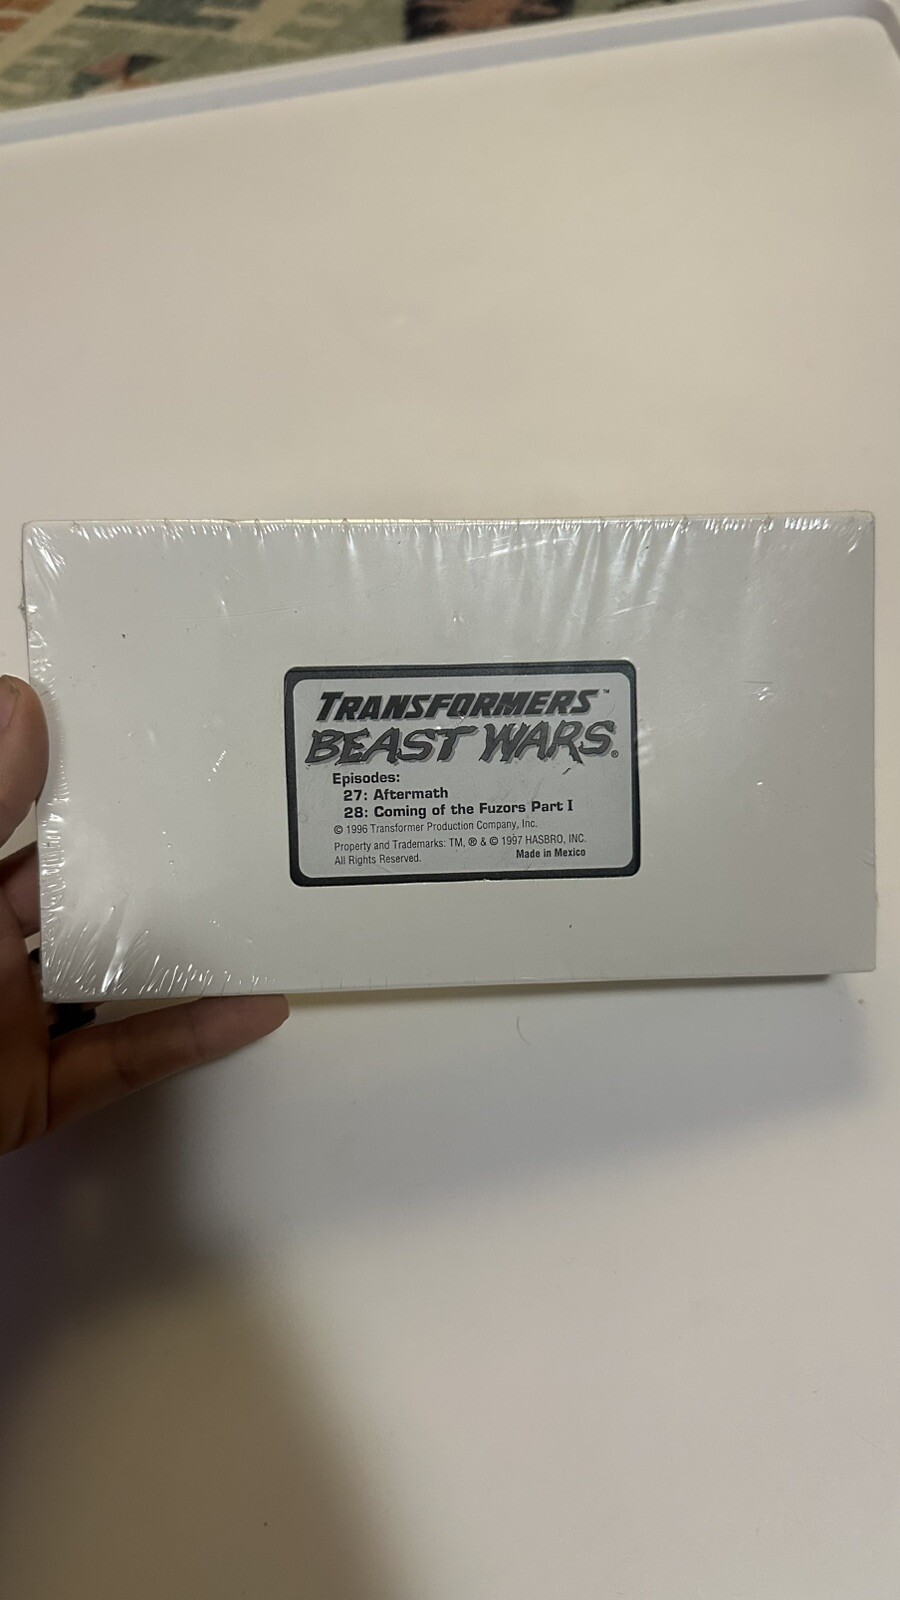 TRANSFORMERS™
BEAST WARS®
Episodes:
27: Aftermath
28: Coming of the Fuzors Part I
© 1996 Transformer Production Company, Inc.
Property and Trademarks: TM, ® & © 1997 HASBRO, INC.
All Rights Reserved. Made in Mexico